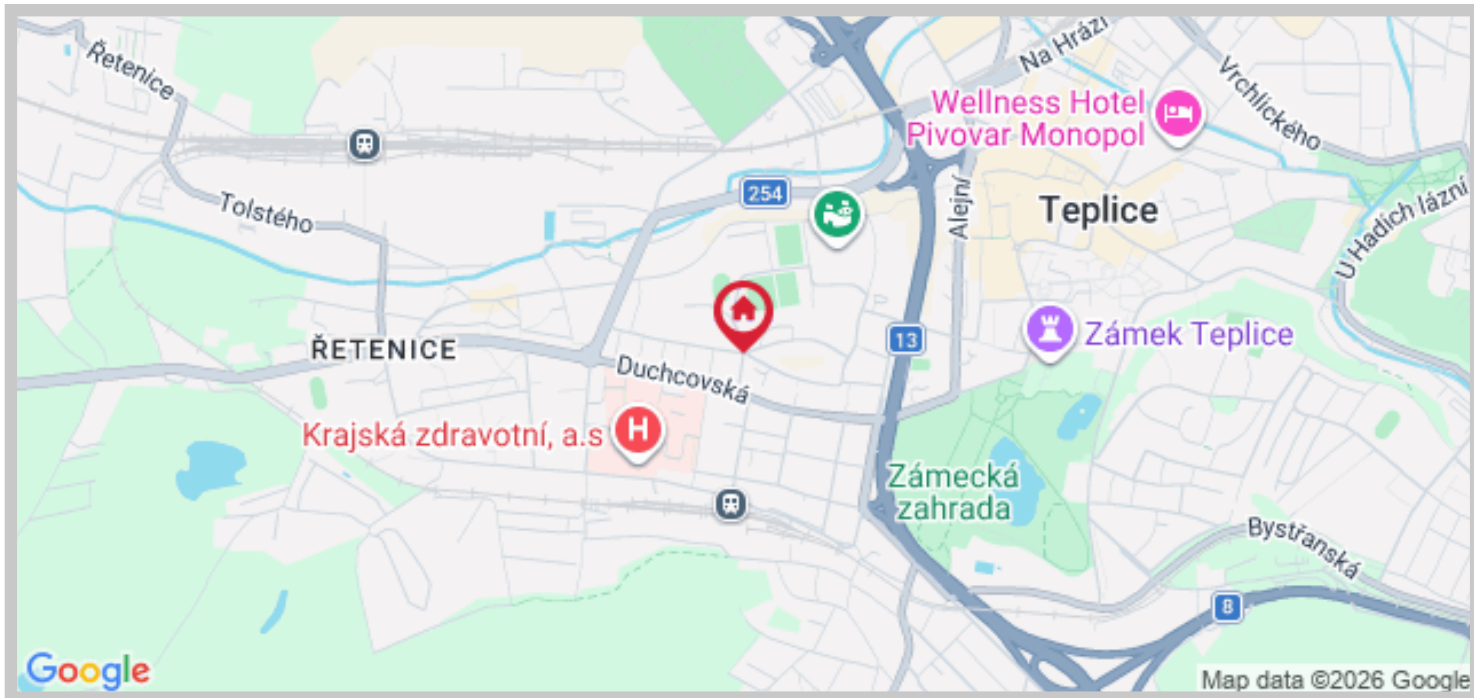 Řetenice
Na Hrázi
Vrchlického
Wellness Hotel
Pivovar Monopol
Tolstého
254
Alejní
Teplice
U Hadích lázní
ŘETENICE
13
Zámek Teplice
Duchcovská
Krajská zdravotní, a.s
H
Zámecká
zahrada
Bystřanská
8
Google
Map data ©2026 Google